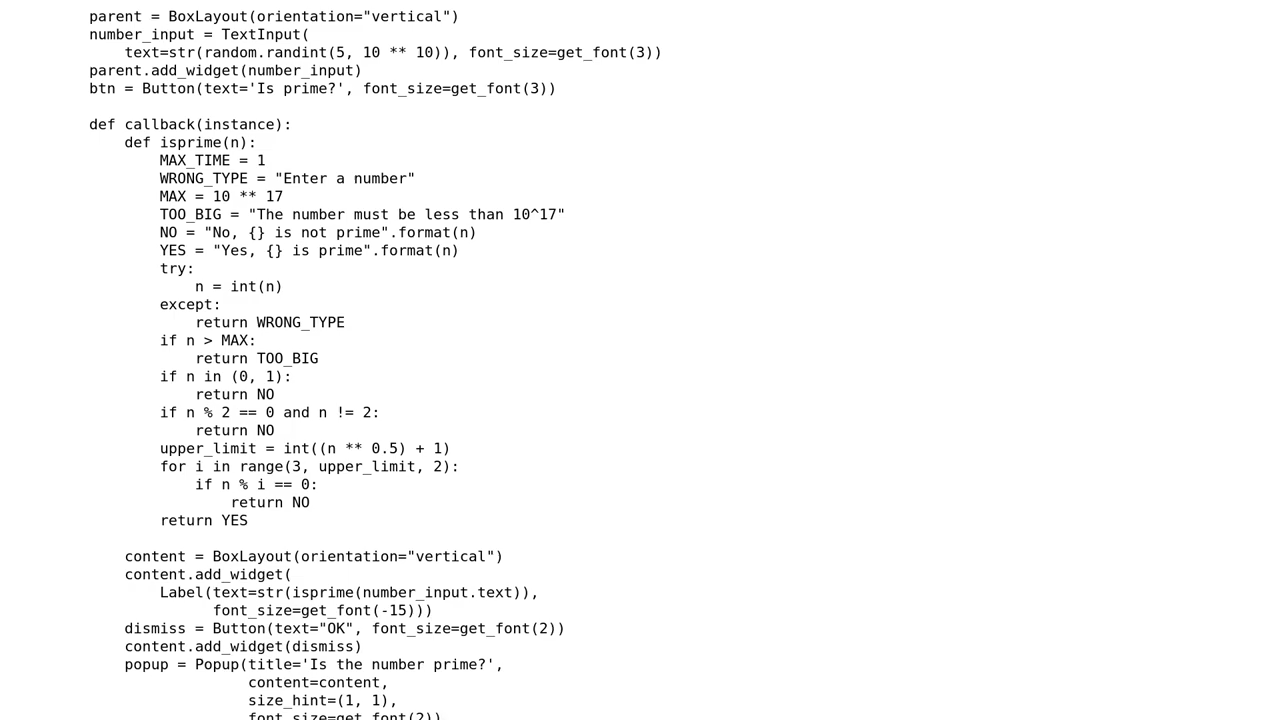 parent = BoxLayout(orientation="vertical")
number_input = TextInput(
    text=str(random.randint(5, 10 ** 10)), font_size=get_font(3))
parent.add_widget(number_input)
btn = Button(text='Is prime?', font_size=get_font(3))

def callback(instance):
    def isprime(n):
        MAX_TIME = 1
        WRONG_TYPE = "Enter a number"
        MAX = 10 ** 17
        TOO_BIG = "The number must be less than 10^17"
        NO = "No, {} is not prime".format(n)
        YES = "Yes, {} is prime".format(n)
        try:
            n = int(n)
        except:
            return WRONG_TYPE
        if n > MAX:
            return TOO_BIG
        if n in (0, 1):
            return NO
        if n % 2 == 0 and n != 2:
            return NO
        upper_limit = int((n ** 0.5) + 1)
        for i in range(3, upper_limit, 2):
            if n % i == 0:
                return NO
        return YES

    content = BoxLayout(orientation="vertical")
    content.add_widget(
        Label(text=str(isprime(number_input.text)),
              font_size=get_font(-15)))
    dismiss = Button(text="OK", font_size=get_font(2))
    content.add_widget(dismiss)
    popup = Popup(title='Is the number prime?',
                  content=content,
                  size_hint=(1, 1),
                  font_size=get_font(2))